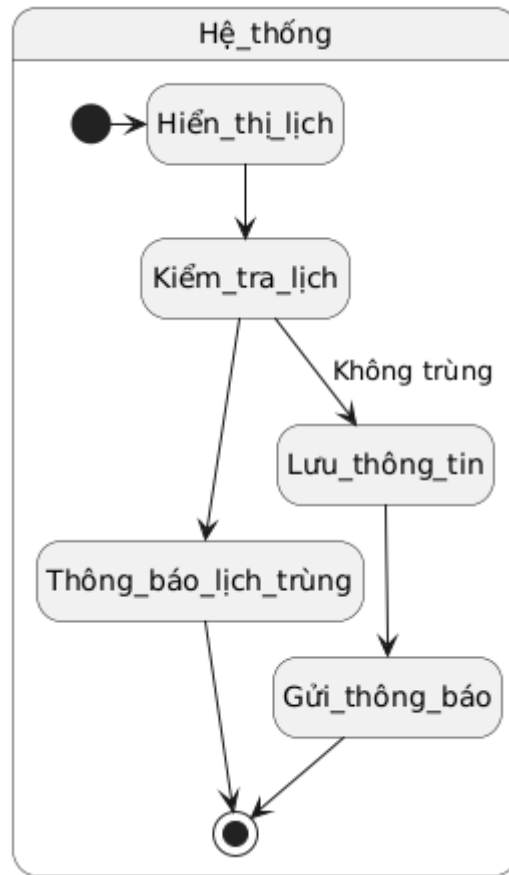 Hệ_thống
Hiển_thị_lịch
Kiểm_tra_lịch
Không trùng
Lưu_thông_tin
Thông_báo_lịch_trùng
Gửi_thông_báo